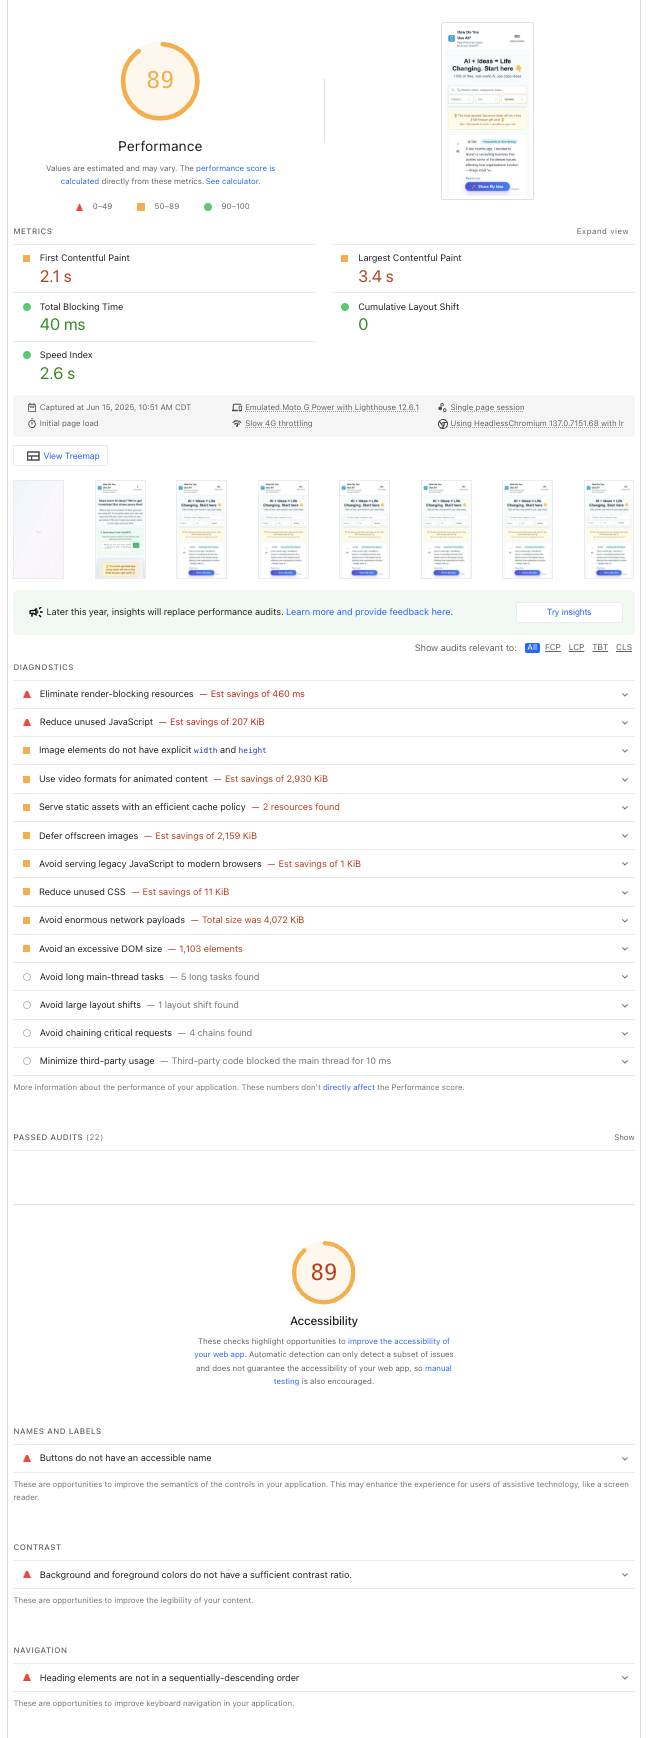 89
Performance
Values are estimated and may vary. The performance score is
calculated directly from these metrics. See calculator.
0–49
50–89
90–100
How Do You
Use AI?
AI + Ideas = Life
Changing. Start here 👇
Share My Idea
METRICS
Expand view
First Contentful Paint
2.1 s
Largest Contentful Paint
3.4 s
Total Blocking Time
40 ms
Cumulative Layout Shift
0
Speed Index
2.6 s
Captured at Jun 15, 2025, 10:51 AM CDT
Emulated Moto G Power with Lighthouse 12.6.1
Single page session
Initial page load
Slow 4G throttling
Using HeadlessChromium 137.0.7151.68 with lr
View Treemap
Later this year, insights will replace performance audits. Learn more and provide feedback here.
Try insights
Show audits relevant to: All FCP LCP TBT CLS
DIAGNOSTICS
Eliminate render-blocking resources — Est savings of 460 ms
Reduce unused JavaScript — Est savings of 207 KiB
Image elements do not have explicit width and height
Use video formats for animated content — Est savings of 2,930 KiB
Serve static assets with an efficient cache policy — 2 resources found
Defer offscreen images — Est savings of 2,159 KiB
Avoid serving legacy JavaScript to modern browsers — Est savings of 1 KiB
Reduce unused CSS — Est savings of 11 KiB
Avoid enormous network payloads — Total size was 4,072 KiB
Avoid an excessive DOM size — 1,103 elements
Avoid long main-thread tasks — 5 long tasks found
Avoid large layout shifts — 1 layout shift found
Avoid chaining critical requests — 4 chains found
Minimize third-party usage — Third-party code blocked the main thread for 10 ms
More information about the performance of your application. These numbers don't directly affect the Performance score.
PASSED AUDITS (22)
Show
89
Accessibility
These checks highlight opportunities to improve the accessibility of
your web app. Automatic detection can only detect a subset of issues
and does not guarantee the accessibility of your web app, so manual
testing is also encouraged.
NAMES AND LABELS
Buttons do not have an accessible name
These are opportunities to improve the semantics of the controls in your application. This may enhance the experience for users of assistive technology, like a screen
reader.
CONTRAST
Background and foreground colors do not have a sufficient contrast ratio.
These are opportunities to improve the legibility of your content.
NAVIGATION
Heading elements are not in a sequentially-descending order
These are opportunities to improve keyboard navigation in your application.